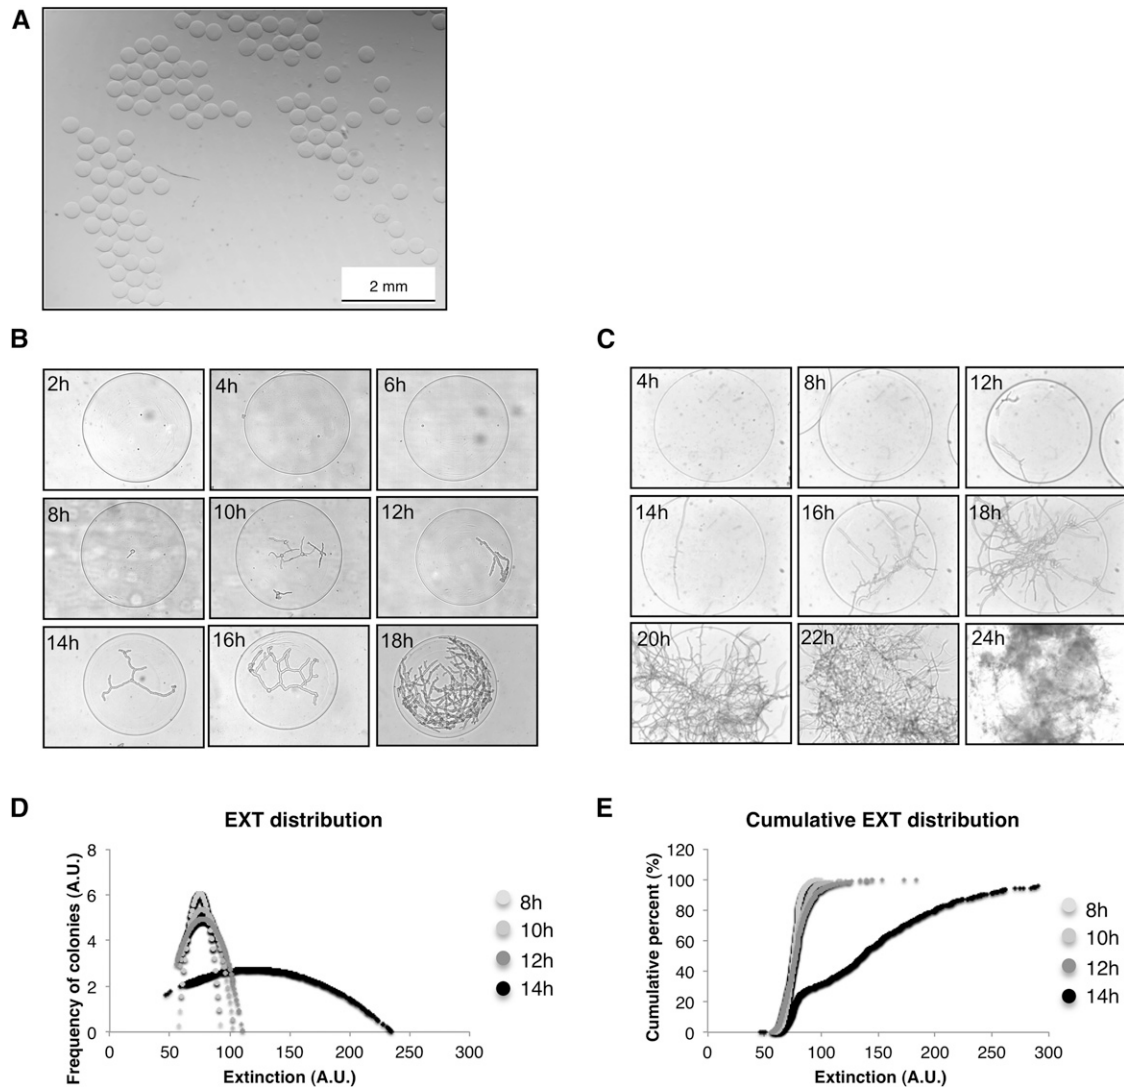 A
2 mm
B
2h
4h
6h
8h
10h
12h
14h
16h
18h
C
4h
8h
12h
14h
16h
18h
20h
22h
24h
D
EXT distribution
Frequency of colonies (A.U.)
8
6
4
2
0
0 50 100 150 200 250 300
Extinction (A.U.)
8h
10h
12h
14h
E
Cumulative EXT distribution
Cumulative percent (%)
120
100
80
60
40
20
0
0 50 100 150 200 250 300
Extinction (A.U.)
8h
10h
12h
14h